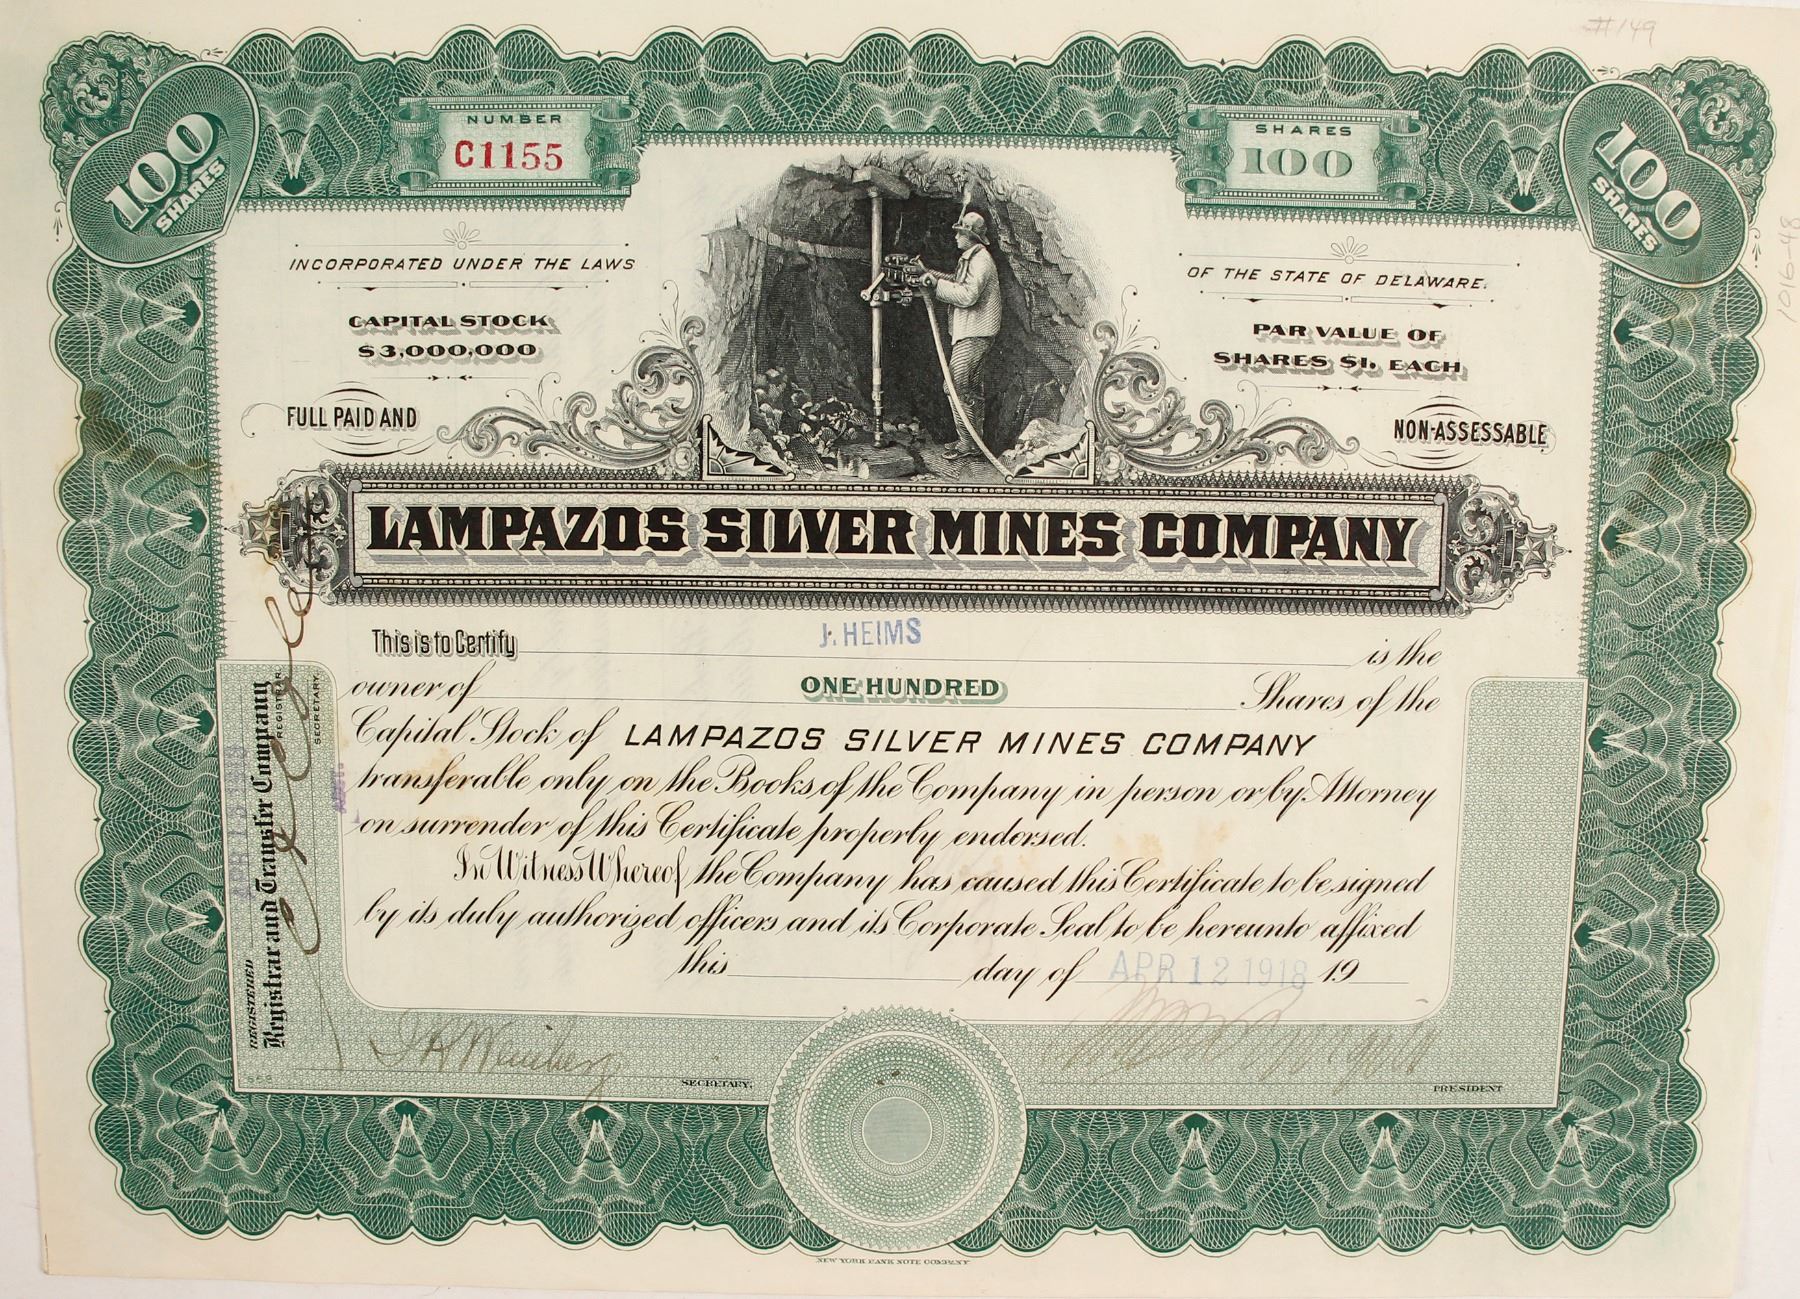 #149
1016-48
100 SHARES
NUMBER
C1155
SHARES
100
100 SHARES
INCORPORATED UNDER THE LAWS
OF THE STATE OF DELAWARE.
CAPITAL STOCK
$3,000,000
PAR VALUE OF
SHARES $1, EACH
FULL PAID AND
NON-ASSESSABLE
LAMPAZOS SILVER MINES COMPANY
This is to Certify J. HEIMS is the
owner of ONE HUNDRED Shares of the
Capital Stock of LAMPAZOS SILVER MINES COMPANY
transferable only on the Books of the Company in person or by Attorney
on surrender of this Certificate properly endorsed.
In Witness Whereof, the Company has caused this Certificate to be signed
by its duly authorized officers and its Corporate Seal to be hereunto affixed
this day of APR 12 1918 19
REGISTERED
Registrar and Transfer Company
REGISTRAR
SECRETARY.
SECRETARY.
PRESIDENT
NEW YORK BANK NOTE COMPANY